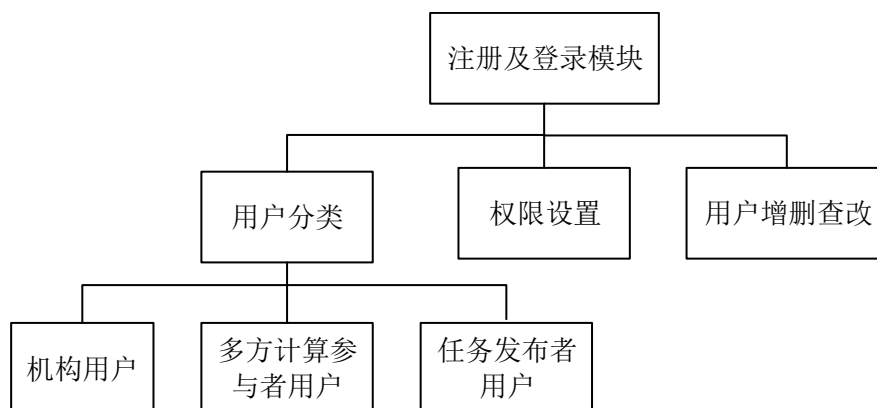 注册及登录模块
用户分类
权限设置
用户增删查改
机构用户
多方计算参
与者用户
任务发布者
用户